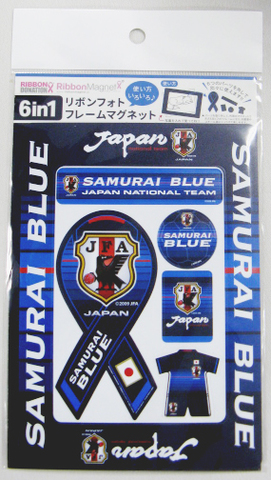 RIBBON DONATION
RibbonMagnet
使い方いろいろ♪
6in1
リボンフォト
フレームマグネット
Japan
SAMURAI BLUE
SAMURAI BLUE
SAMURAI BLUE
JAPAN NATIONAL TEAM
JFA
©2015 JFA
JAPAN
SAMURAI
BLUE
SAMURAI
BLUE
Japan
Japan